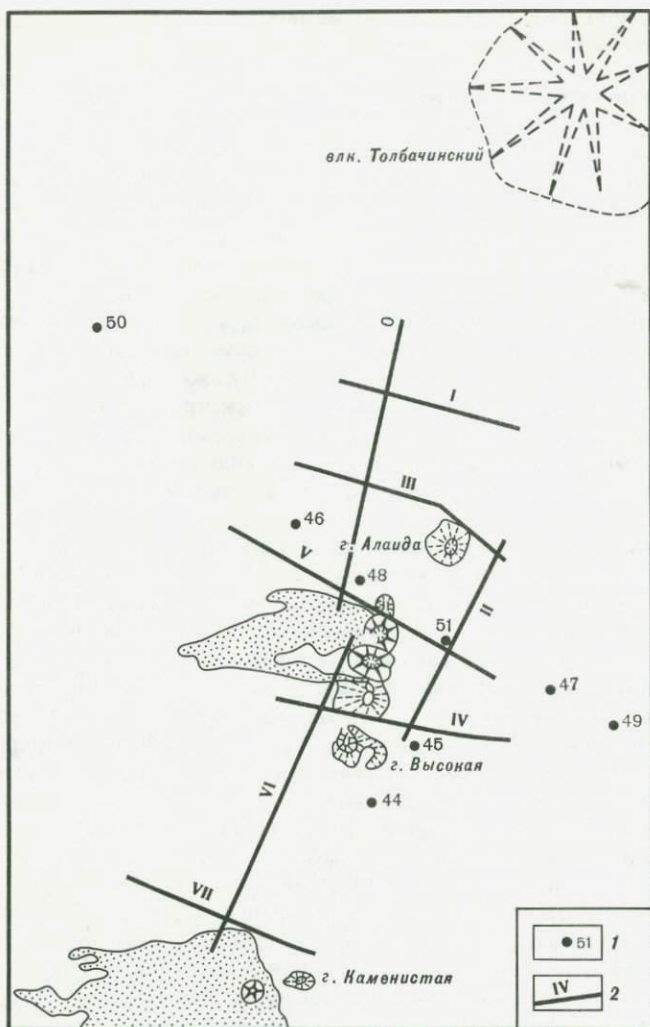 влк. Толбачинский
50
0
I
III
46
г. Алаида
V
48
II
51
47
49
IV
45
г. Высокая
VI
44
VII
г. Каменистая
51 1
IV 2